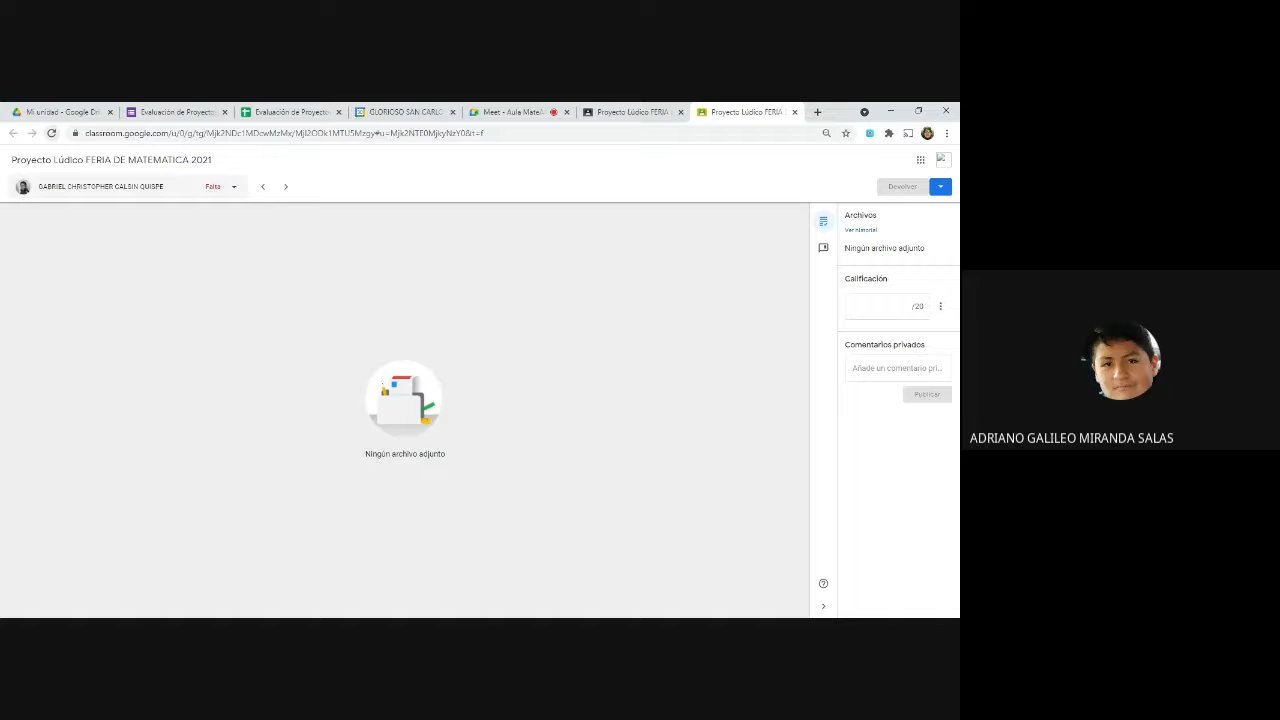 Mi unidad - Google Dri
Evaluación de Proyecto
Evaluación de Proyecto
GLORIOSO SAN CARLO
Meet - Aula MateA
Proyecto Lúdico FERIA
Proyecto Lúdico FERIA
Proyecto Lúdico FERIA DE MATEMATICA 2021
GABRIEL CHRISTOPHER CALSIN QUISPE
Falta
Devolver
Archivos
Ver historial
Ningún archivo adjunto
Calificación
/20
Comentarios privados
Añade un comentario pri...
Publicar
Ningún archivo adjunto
ADRIANO GALILEO MIRANDA SALAS